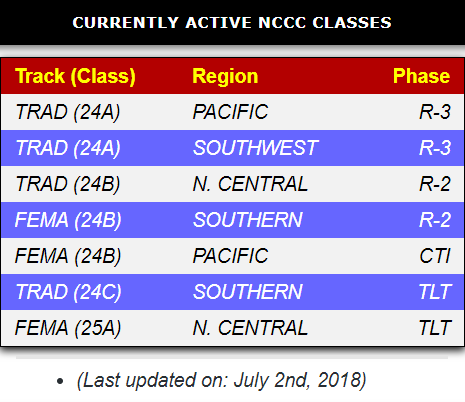 CURRENTLY ACTIVE NCCC CLASSES
Track (Class) Region Phase
TRAD (24A) PACIFIC R-3
TRAD (24A) SOUTHWEST R-3
TRAD (24B) N. CENTRAL R-2
FEMA (24B) SOUTHERN R-2
FEMA (24B) PACIFIC CTI
TRAD (24C) SOUTHERN TLT
FEMA (25A) N. CENTRAL TLT
• (Last updated on: July 2nd, 2018)